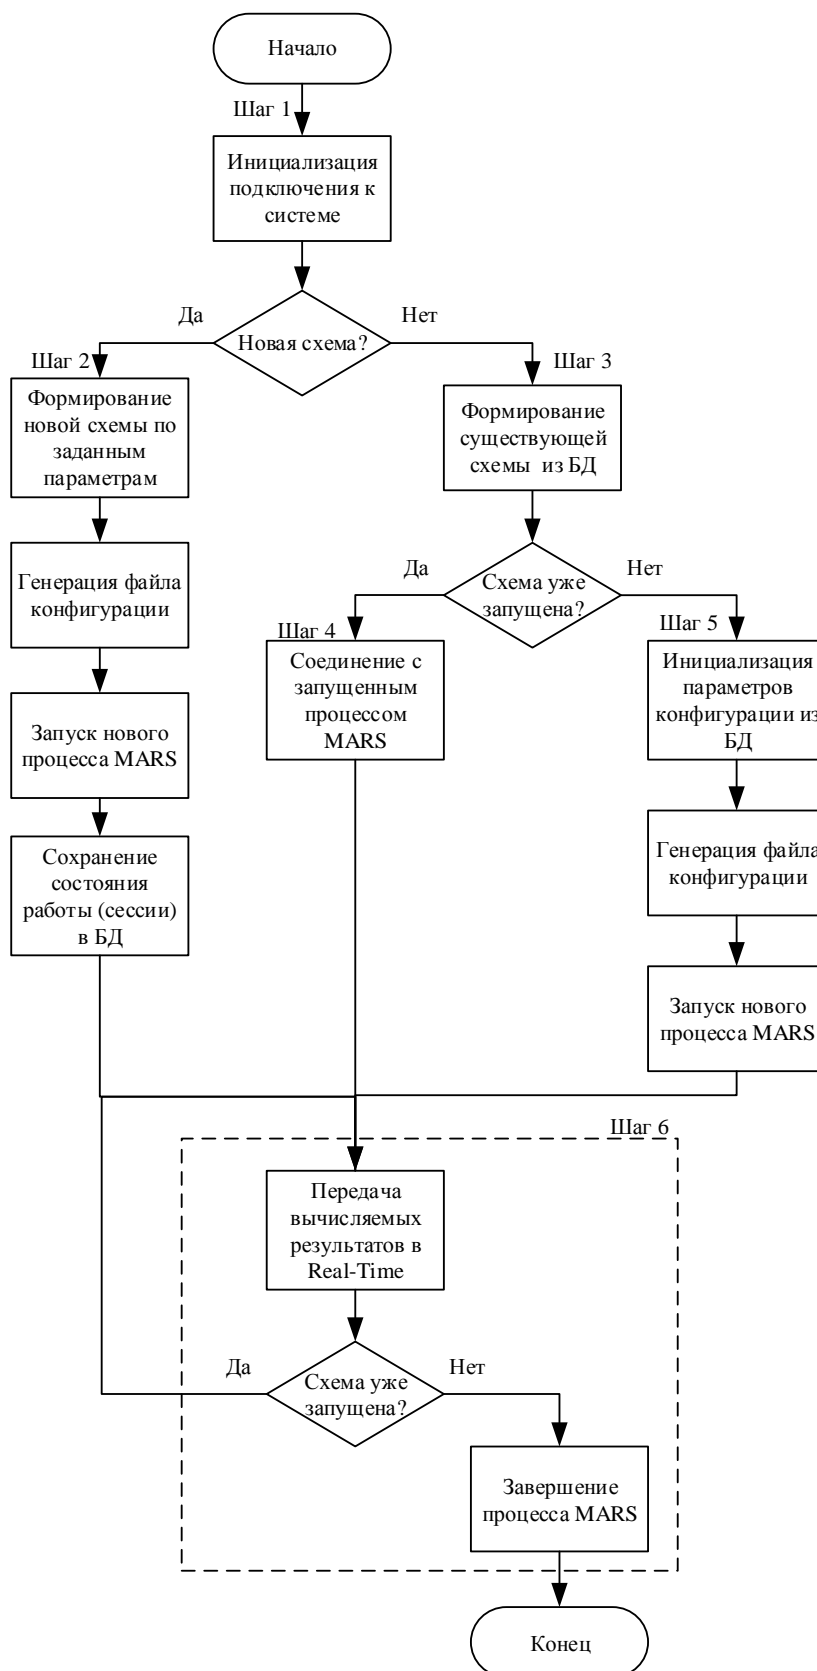 Начало
Шаг 1
Инициализация
подключения к
системе
Да
Нет
Новая схема?
Шаг 2
Шаг 3
Формирование
новой схемы по
заданным
параметрам
Формирование
существующей
схемы из БД
Генерация файла
конфигурации
Да
Схема уже
запущена?
Нет
Шаг 4
Шаг 5
Соединение с
запущенным
процессом
MARS
Инициализация
параметров
конфигурации из
БД
Запуск нового
процесса MARS
Сохранение
состояния
работы (сессии)
в БД
Генерация файла
конфигурации
Запуск нового
процесса MARS
Шаг 6
Передача
вычисляемых
результатов в
Real-Time
Да
Нет
Схема уже
запущена?
Завершение
процесса MARS
Конец